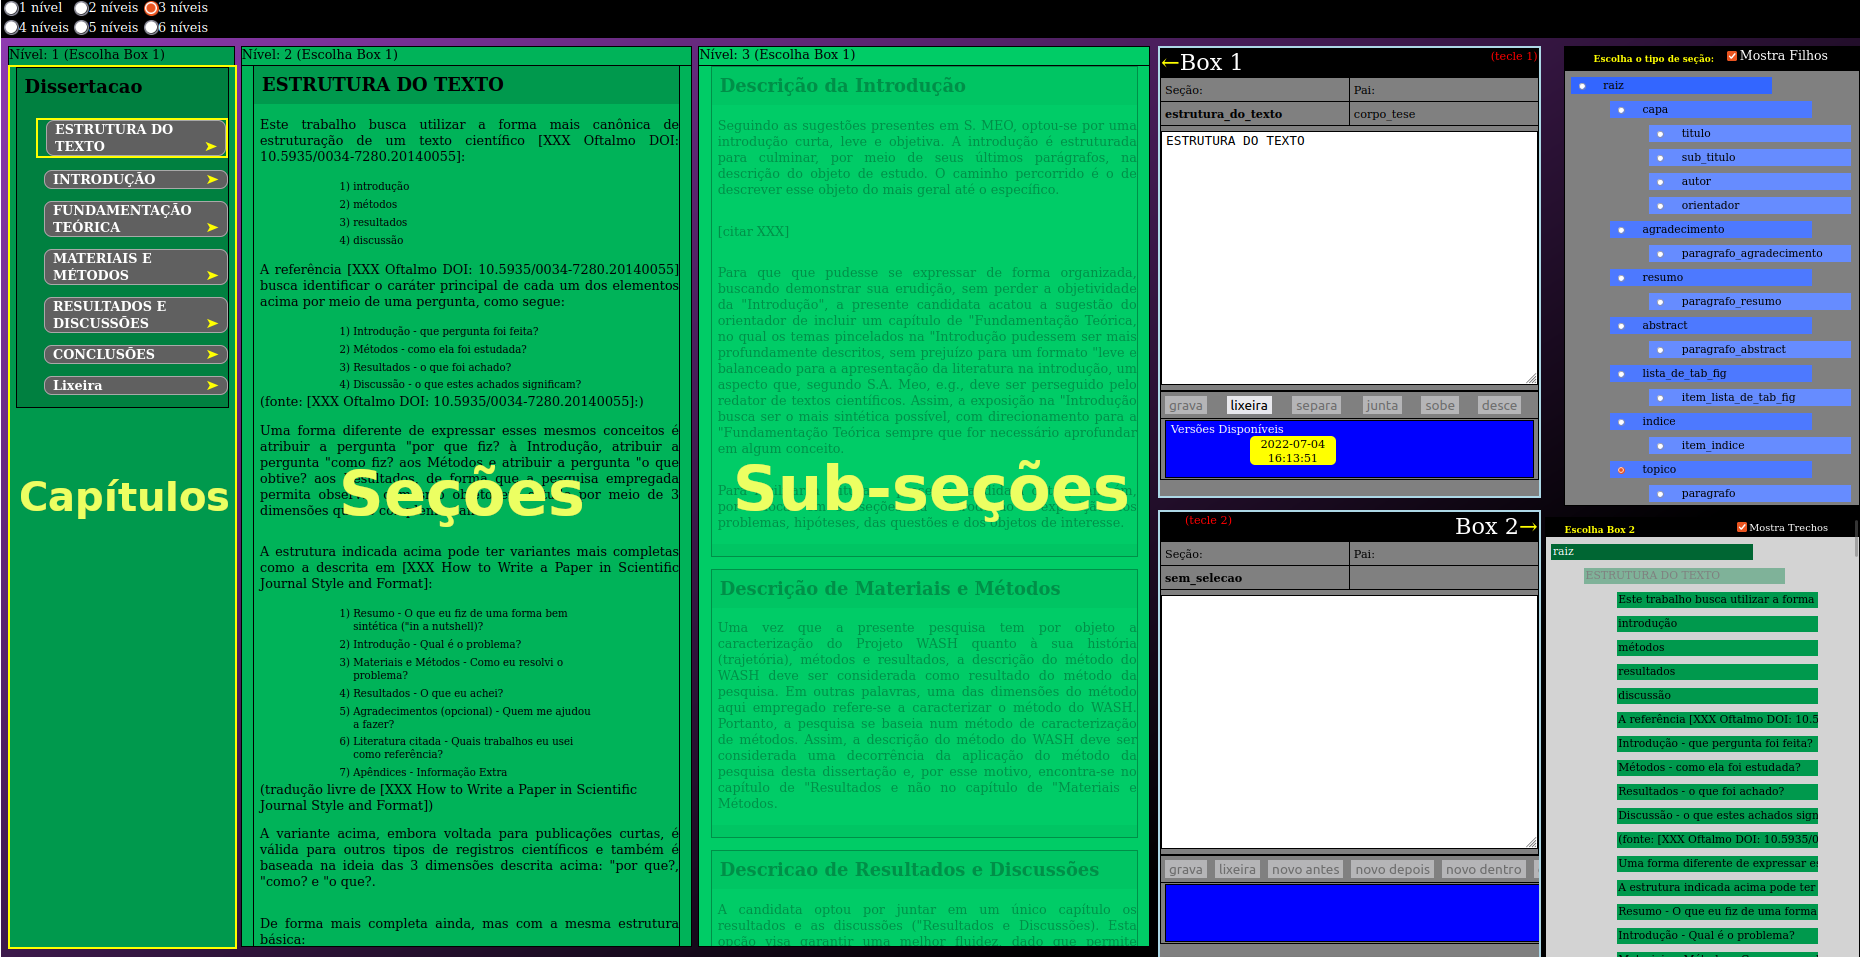 1 nível 2 níveis 3 níveis
4 níveis 5 níveis 6 níveis
Nível: 1 (Escolha Box 1)
Dissertacao
ESTRUTURA DO
TEXTO ➤
INTRODUÇÃO ➤
FUNDAMENTAÇÃO
TEÓRICA ➤
MATERIAIS E
MÉTODOS ➤
RESULTADOS E
DISCUSSÕES ➤
CONCLUSÕES ➤
Lixeira ➤
Capítulos
Nível: 2 (Escolha Box 1)
ESTRUTURA DO TEXTO
Este trabalho busca utilizar a forma mais canônica de
estruturação de um texto científico [XXX Oftalmo DOI:
10.5935/0034-7280.20140055]:
1) introdução
2) métodos
3) resultados
4) discussão
A referência [XXX Oftalmo DOI: 10.5935/0034-7280.20140055]
busca identificar o caráter principal de cada um dos elementos
acima por meio de uma pergunta, como segue:
1) Introdução - que pergunta foi feita?
2) Métodos - como ela foi estudada?
3) Resultados - o que foi achado?
4) Discussão - o que estes achados significam?
(fonte: [XXX Oftalmo DOI: 10.5935/0034-7280.20140055]:)
Uma forma diferente de expressar esses mesmos conceitos é
atribuir a pergunta "por que fiz? à Introdução, atribuir a
pergunta "como fiz? aos Métodos e atribuir a pergunta "o que
obtive? aos Resultados, de forma que a pesquisa empregada
permita por meio de 3
dimensões
Seções
A estrutura indicada acima pode ter variantes mais completas
como a descrita em [XXX How to Write a Paper in Scientific
Journal Style and Format]:
1) Resumo - O que eu fiz de uma forma bem
sintética ("in a nutshell)?
2) Introdução - Qual é o problema?
3) Materiais e Métodos - Como eu resolvi o
problema?
4) Resultados - O que eu achei?
5) Agradecimentos (opcional) - Quem me ajudou
a fazer?
6) Literatura citada - Quais trabalhos eu usei
como referência?
7) Apêndices - Informação Extra
(tradução livre de [XXX How to Write a Paper in Scientific
Journal Style and Format])
A variante acima, embora voltada para publicações curtas, é
válida para outros tipos de registros científicos e também é
baseada na ideia das 3 dimensões descrita acima: "por que?,
"como? e "o que?.
De forma mais completa ainda, mas com a mesma estrutura
básica:
Nível: 3 (Escolha Box 1)
Descrição da Introdução
Seguindo as sugestões presentes em S. MEO, optou-se por uma
introdução curta, leve e objetiva. A introdução é estruturada
para culminar, por meio de seus últimos parágrafos, na
descrição do objeto de estudo. O caminho percorrido é o de
descrever esse objeto do mais geral até o específico.
[citar XXX]
Para que que pudesse se expressar de forma organizada,
buscando demonstrar sua erudição, sem perder a objetividade
da "Introdução", a presente candidata acatou a sugestão do
orientador de incluir um capítulo de "Fundamentação Teórica,
no qual os temas pincelados na "Introdução pudessem ser mais
profundamente descritos, sem prejuízo para um formato "leve e
balanceado para a apresentação da literatura na introdução, um
aspecto que, segundo S.A. Meo, e.g., deve ser perseguido pelo
redator de textos científicos. Assim, a exposição na "Introdução
busca ser o mais sintética possível, com direcionamento para a
"Fundamentação Teórica sempre que for necessário aprofundar
em algum conceito.
Sub-seções
problemas, hipóteses, das questões e dos objetos de interesse.
Descrição de Materiais e Métodos
Uma vez que a presente pesquisa tem por objeto a
caracterização do Projeto WASH quanto à sua história
(trajetória), métodos e resultados, a descrição do método do
WASH deve ser considerada como resultado do método da
pesquisa. Em outras palavras, uma das dimensões do método
aqui empregado refere-se a caracterizar o método do WASH.
Portanto, a pesquisa se baseia num método de caracterização
de métodos. Assim, a descrição do método do WASH deve ser
considerada uma decorrência da aplicação do método da
pesquisa desta dissertação e, por esse motivo, encontra-se no
capítulo de "Resultados e não no capítulo de "Materiais e
Métodos.
Descricao de Resultados e Discussões
A candidata optou por juntar em um único capítulo os
resultados e as discussões ("Resultados e Discussões). Esta
opção visa garantir uma melhor fluidez, dado que permite
←Box 1 (tecle 1)
Seção: Pai:
estrutura_do_texto corpo_tese
ESTRUTURA DO TEXTO
grava lixeira separa junta sobe desce
Versões Disponíveis
2022-07-04
16:13:51
(tecle 2) Box 2→
Seção: Pai:
sem_selecao
grava lixeira novo antes novo depois novo dentro
Escolha o tipo de seção: Mostra Filhos
raiz
capa
titulo
sub_titulo
autor
orientador
agradecimento
paragrafo_agradecimento
resumo
paragrafo_resumo
abstract
paragrafo_abstract
lista_de_tab_fig
item_lista_de_tab_fig
indice
item_indice
topico
paragrafo
Escolha Box 2 Mostra Trechos
raiz
ESTRUTURA DO TEXTO
Este trabalho busca utilizar a forma
introdução
métodos
resultados
discussão
A referência [XXX Oftalmo DOI: 10.5
Introdução - que pergunta foi feita?
Métodos - como ela foi estudada?
Resultados - o que foi achado?
Discussão - o que estes achados sign
(fonte: [XXX Oftalmo DOI: 10.5935/0
Uma forma diferente de expressar es
A estrutura indicada acima pode ter
Resumo - O que eu fiz de uma forma
Introdução - Qual é o problema?